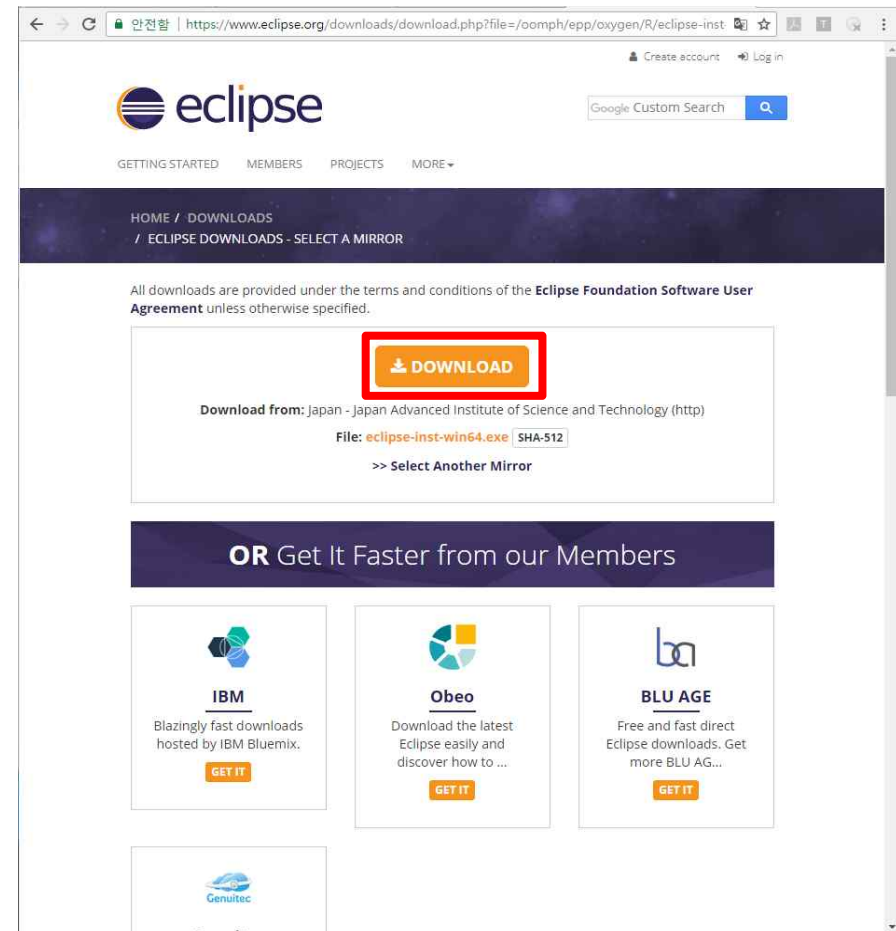 안전함 | https://www.eclipse.org/downloads/download.php?file=/oomph/epp/oxygen/R/eclipse-inst
Create account Log in
eclipse
Google Custom Search
GETTING STARTED MEMBERS PROJECTS MORE
HOME / DOWNLOADS
/ ECLIPSE DOWNLOADS - SELECT A MIRROR
All downloads are provided under the terms and conditions of the Eclipse Foundation Software User
Agreement unless otherwise specified.
DOWNLOAD
Download from: Japan - Japan Advanced Institute of Science and Technology (http)
File: eclipse-inst-win64.exe SHA-512
>> Select Another Mirror
OR Get It Faster from our Members
IBM
Blazingly fast downloads
hosted by IBM Bluemix.
GET IT
Obeo
Download the latest
Eclipse easily and
discover how to ...
GET IT
ba
BLU AGE
Free and fast direct
Eclipse downloads. Get
more BLU AG...
GET IT
Genuitec